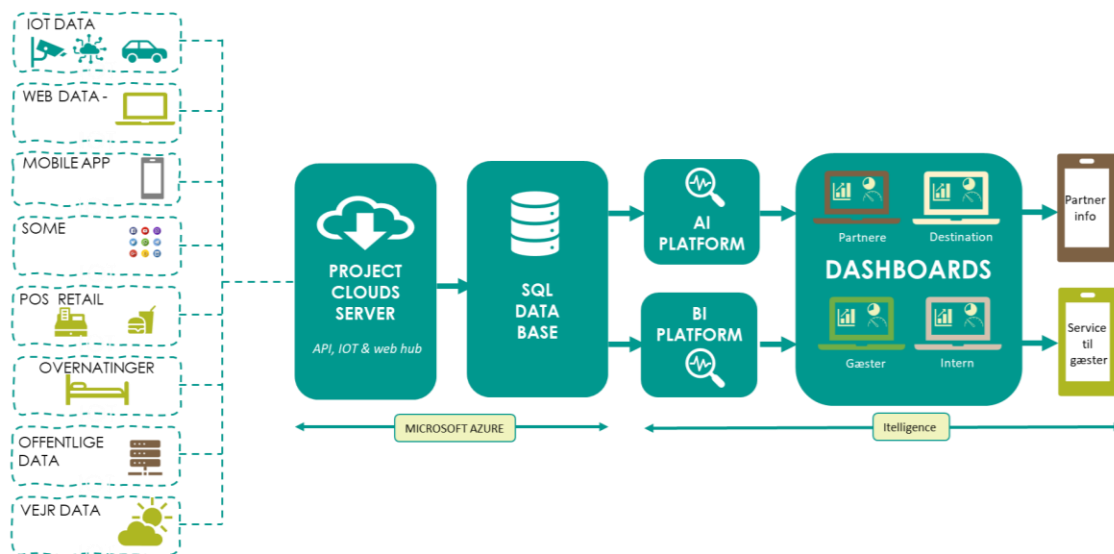 IOT DATA
WEB DATA -
MOBILE APP
SOME
POS RETAIL
OVERNATINGER
OFFENTLIGE
DATA
VEJR DATA
PROJECT
CLOUDS
SERVER
API, IOT & web hub
SQL
DATA
BASE
MICROSOFT AZURE
AI
PLATFORM
BI
PLATFORM
Partnere
Destination
DASHBOARDS
Gæster
Intern
Itelligence
Partner
info
Service
til
gæster